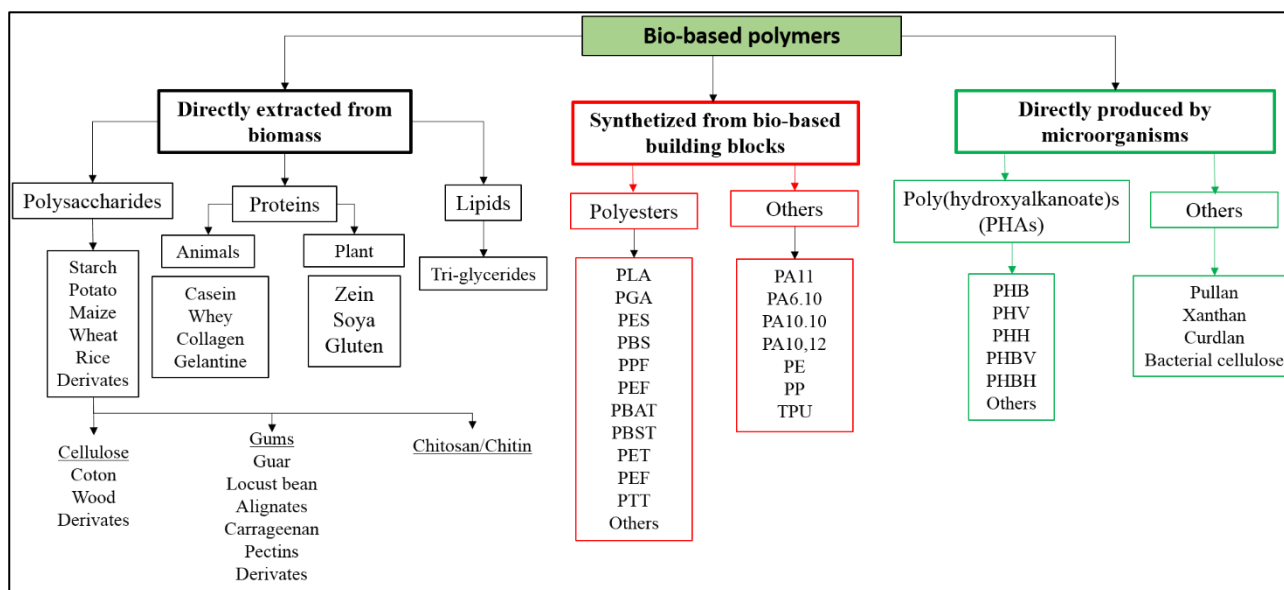 Bio-based polymers
Directly extracted from
biomass
Polysaccharides
Starch
Potato
Maize
Wheat
Rice
Derivates
Cellulose
Coton
Wood
Derivates
Gums
Guar
Locust bean
Alignates
Carrageenan
Pectins
Derivates
Chitosan/Chitin
Proteins
Animals
Casein
Whey
Collagen
Gelantine
Plant
Zein
Soya
Gluten
Lipids
Tri-glycerides
Synthetized from bio-based
building blocks
Polyesters
PLA
PGA
PES
PBS
PPF
PEF
PBAT
PBST
PET
PEF
PTT
Others
Others
PA11
PA6.10
PA10.10
PA10,12
PE
PP
TPU
Directly produced by
microorganisms
Poly(hydroxyalkanoate)s
(PHAs)
PHB
PHV
PHH
PHBV
PHBH
Others
Others
Pullan
Xanthan
Curdlan
Bacterial cellulose